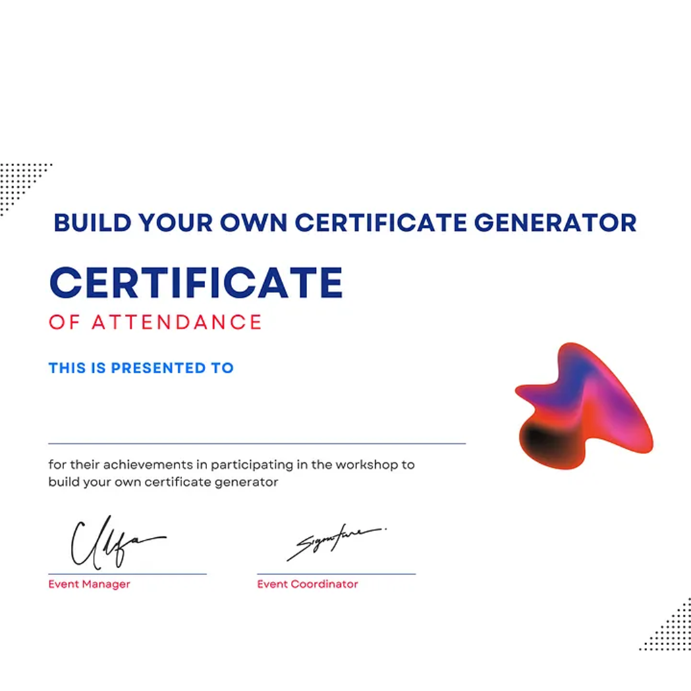 BUILD YOUR OWN CERTIFICATE GENERATOR
CERTIFICATE
OF ATTENDANCE
THIS IS PRESENTED TO
for their achievements in participating in the workshop to
build your own certificate generator
Signature
Event Manager
Event Coordinator